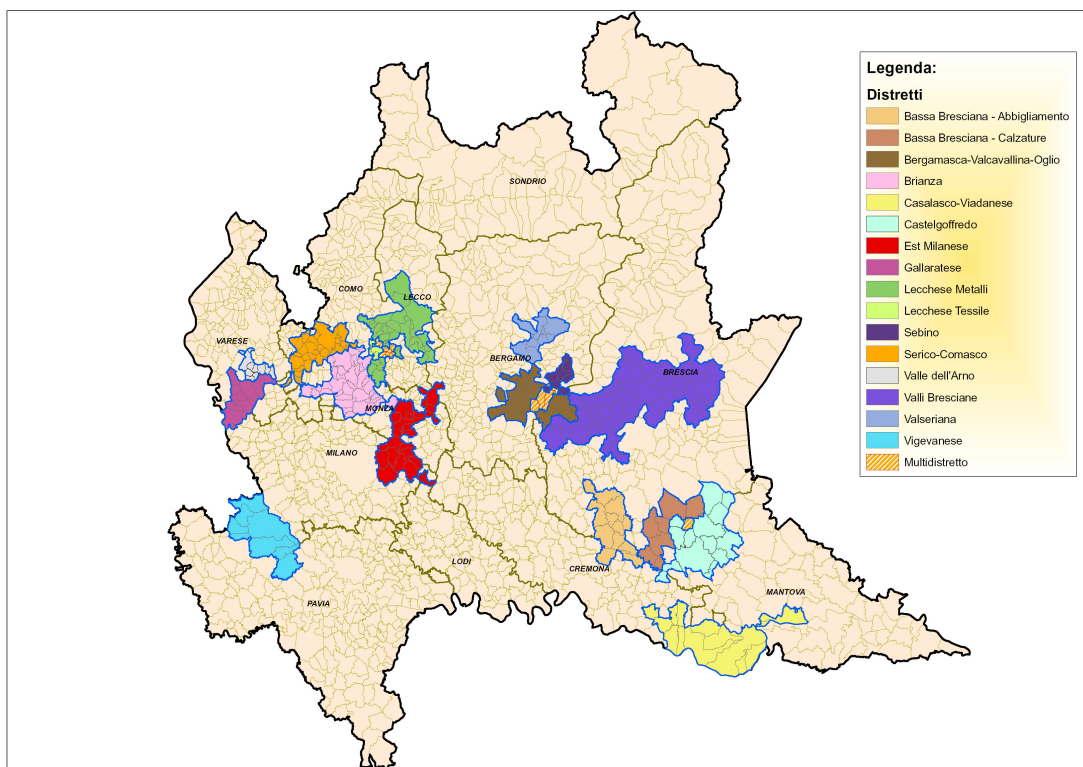 Legenda:
Distretti
Bassa Bresciana - Abbigliamento
Bassa Bresciana - Calzature
Bergamasca-Valcavallina-Oglio
Brianza
Casalasco-Viadanese
Castelgoffredo
Est Milanese
Gallaratese
Lecchese Metalli
Lecchese Tessile
Sebino
Serico-Comasco
Valle dell'Arno
Valli Bresciane
Valseriana
Vigevanese
Multidistretto
SONDRIO
COMO
LECCO
VARESE
BERGAMO
BRESCIA
MONZA
MILANO
LODI
CREMONA
MANTOVA
PAVIA